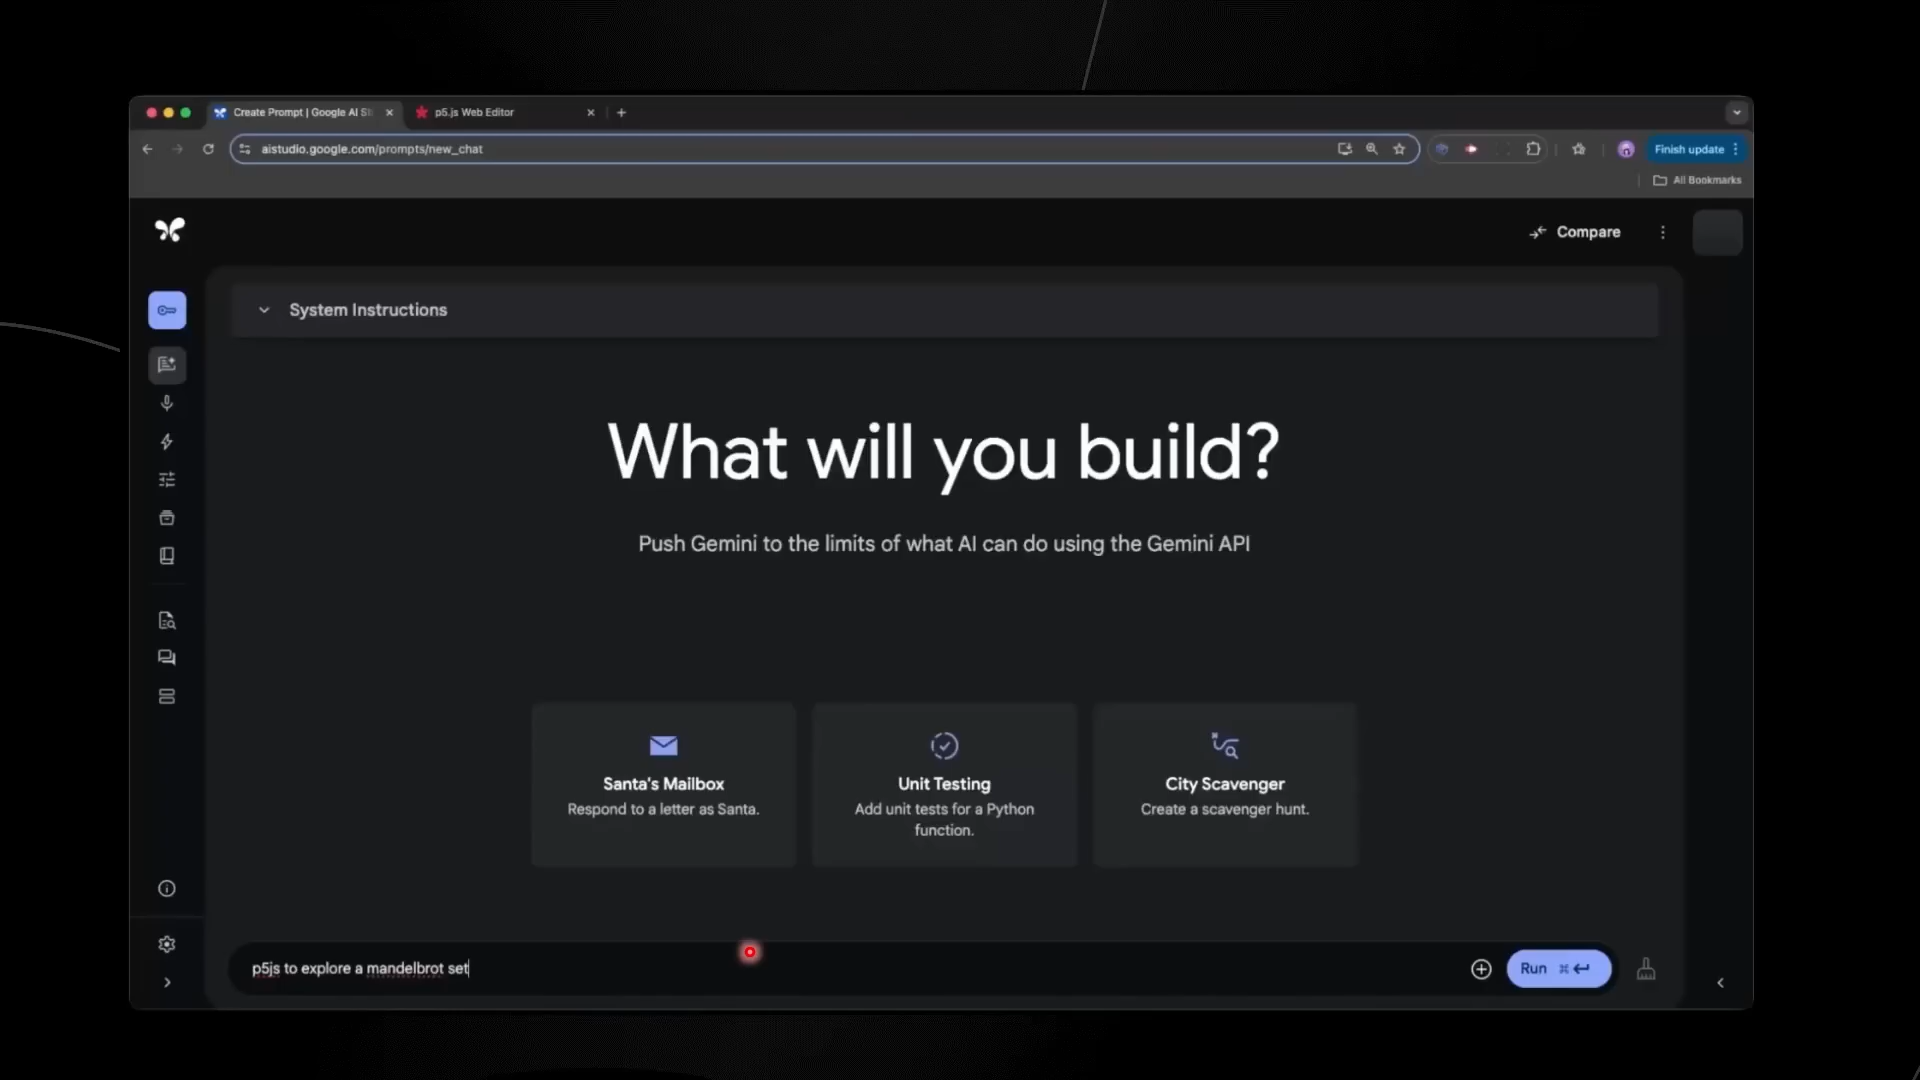 Create Prompt | Google AI St
p5.js Web Editor
aistudio.google.com/prompts/new_chat
Finish update
All Bookmarks
Compare
System Instructions
What will you build?
Push Gemini to the limits of what AI can do using the Gemini API
Santa's Mailbox
Respond to a letter as Santa.
Unit Testing
Add unit tests for a Python
function.
City Scavenger
Create a scavenger hunt.
p5js to explore a mandelbrot set
Run ⌘↵